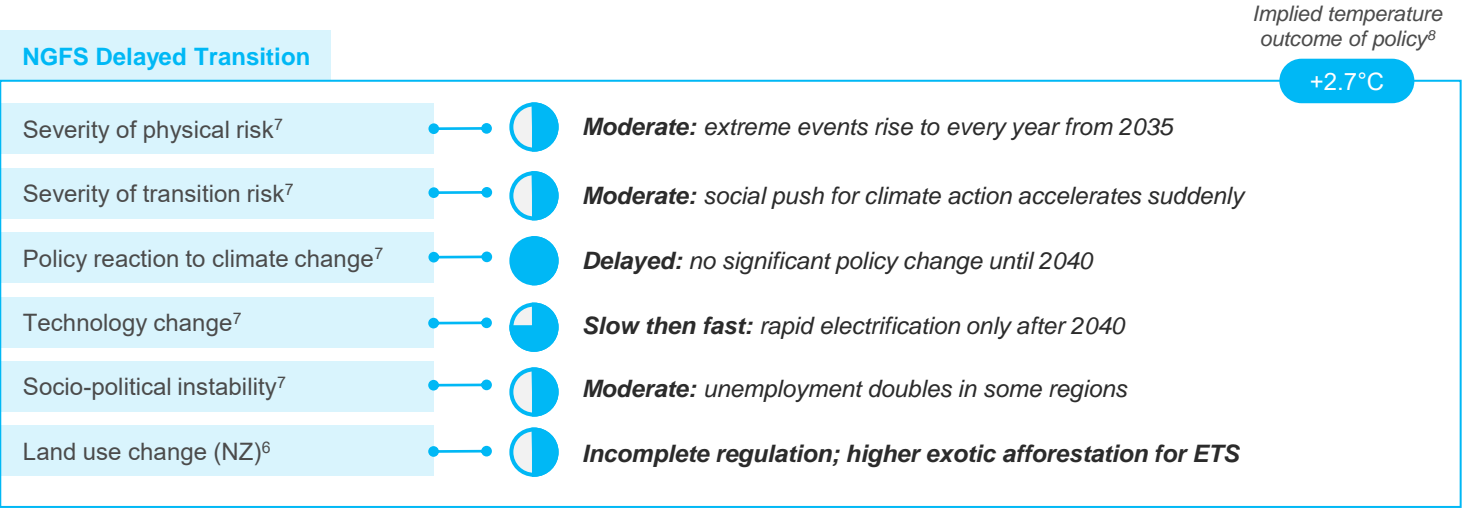 Implied temperature
outcome of policy⁸
NGFS Delayed Transition
+2.7°C
Severity of physical risk⁷
Moderate: extreme events rise to every year from 2035
Severity of transition risk⁷
Moderate: social push for climate action accelerates suddenly
Policy reaction to climate change⁷
Delayed: no significant policy change until 2040
Technology change⁷
Slow then fast: rapid electrification only after 2040
Socio-political instability⁷
Moderate: unemployment doubles in some regions
Land use change (NZ)⁶
Incomplete regulation; higher exotic afforestation for ETS